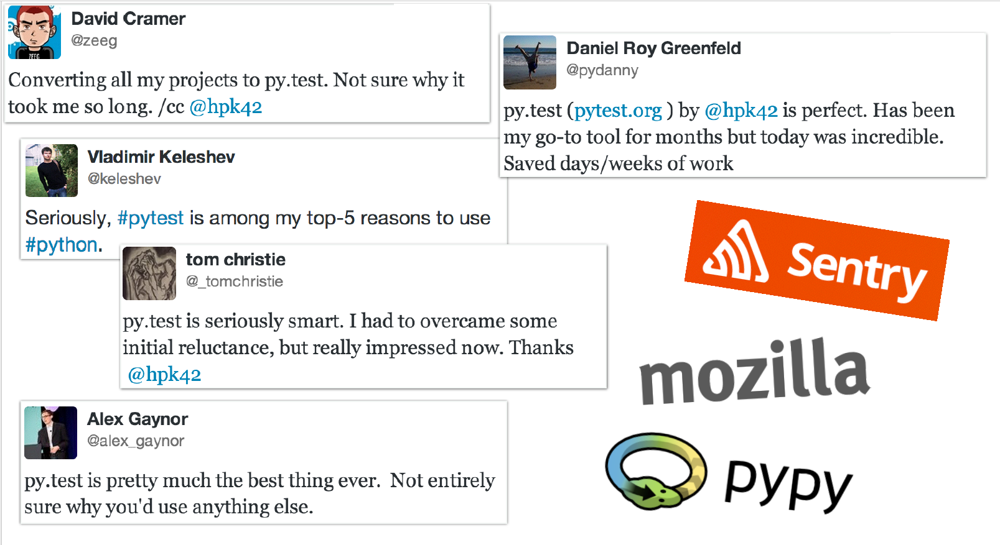 David Cramer
@zeeg
ZEEG
Converting all my projects to py.test. Not sure why it
took me so long. /cc @hpk42
Daniel Roy Greenfeld
@pydanny
py.test (pytest.org ) by @hpk42 is perfect. Has been
my go-to tool for months but today was incredible.
Saved days/weeks of work
Vladimir Keleshev
@keleshev
Seriously, #pytest is among my top-5 reasons to use
#python.
tom christie
@_tomchristie
py.test is seriously smart. I had to overcame some
initial reluctance, but really impressed now. Thanks
@hpk42
Alex Gaynor
@alex_gaynor
py.test is pretty much the best thing ever.  Not entirely
sure why you'd use anything else.
Sentry
mozilla
pypy